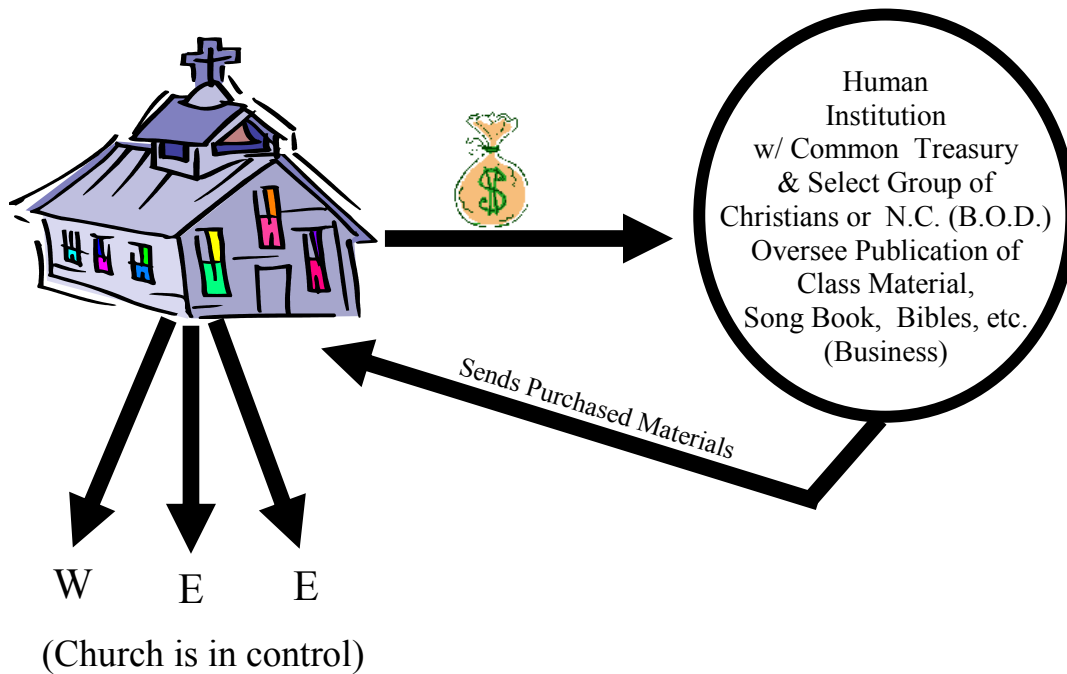 Human
Institution
w/ Common Treasury
& Select Group of
Christians or N.C. (B.O.D.)
Oversee Publication of
Class Material,
Song Book, Bibles, etc.
(Business)
$
Sends Purchased Materials
W E E
(Church is in control)